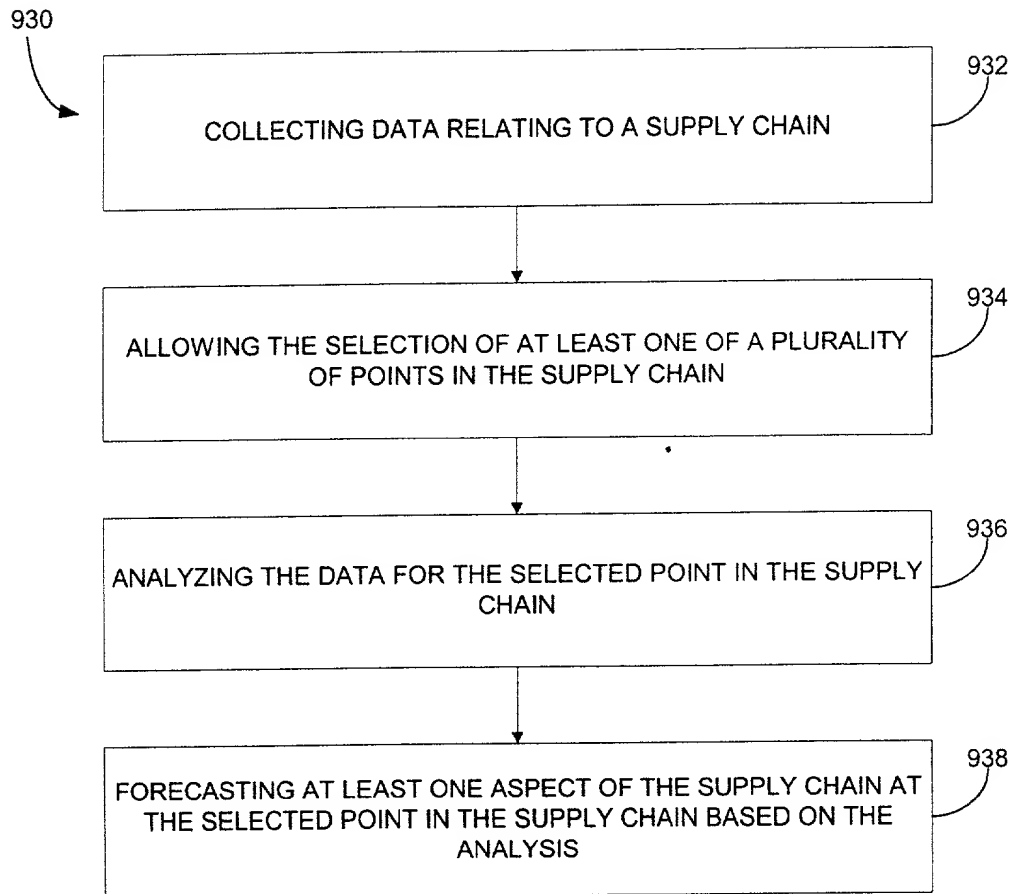 930
932
COLLECTING DATA RELATING TO A SUPPLY CHAIN
934
ALLOWING THE SELECTION OF AT LEAST ONE OF A PLURALITY
OF POINTS IN THE SUPPLY CHAIN
936
ANALYZING THE DATA FOR THE SELECTED POINT IN THE SUPPLY
CHAIN
938
FORECASTING AT LEAST ONE ASPECT OF THE SUPPLY CHAIN AT
THE SELECTED POINT IN THE SUPPLY CHAIN BASED ON THE
ANALYSIS